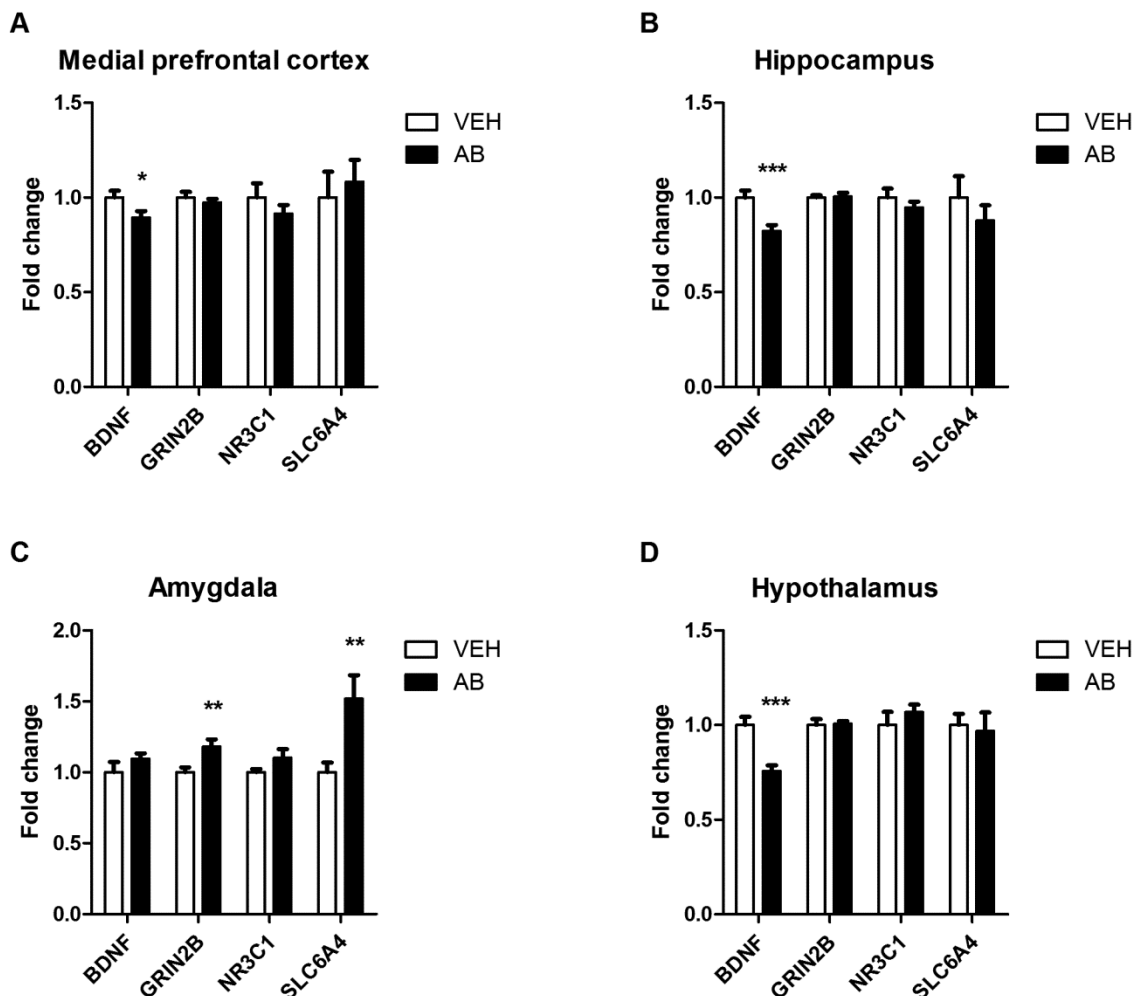 A
Medial prefrontal cortex
Fold change
1.5
1.0
0.5
0.0
*
VEH
AB
BDNF
GRIN2B
NR3C1
SLC6A4
B
Hippocampus
Fold change
1.5
1.0
0.5
0.0
***
VEH
AB
BDNF
GRIN2B
NR3C1
SLC6A4
C
Amygdala
Fold change
2.0
1.5
1.0
0.5
0.0
**
**
VEH
AB
BDNF
GRIN2B
NR3C1
SLC6A4
D
Hypothalamus
Fold change
1.5
1.0
0.5
0.0
***
VEH
AB
BDNF
GRIN2B
NR3C1
SLC6A4